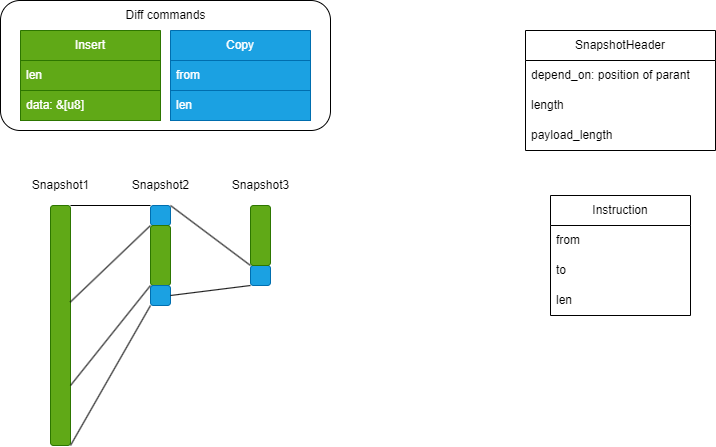 Diff commands
Insert
len
data: &[u8]
Copy
from
len
SnapshotHeader
depend_on: position of parant
length
payload_length
Snapshot1
Snapshot2
Snapshot3
Instruction
from
to
len